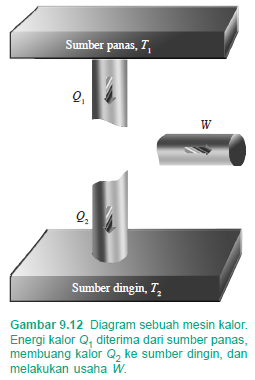 Sumber panas, T₁
Q₁
W
Q₂
Sumber dingin, T₂
Gambar 9.12 Diagram sebuah mesin kalor.
Energi kalor Q₁ diterima dari sumber panas,
membuang kalor Q₂ ke sumber dingin, dan
melakukan usaha W.